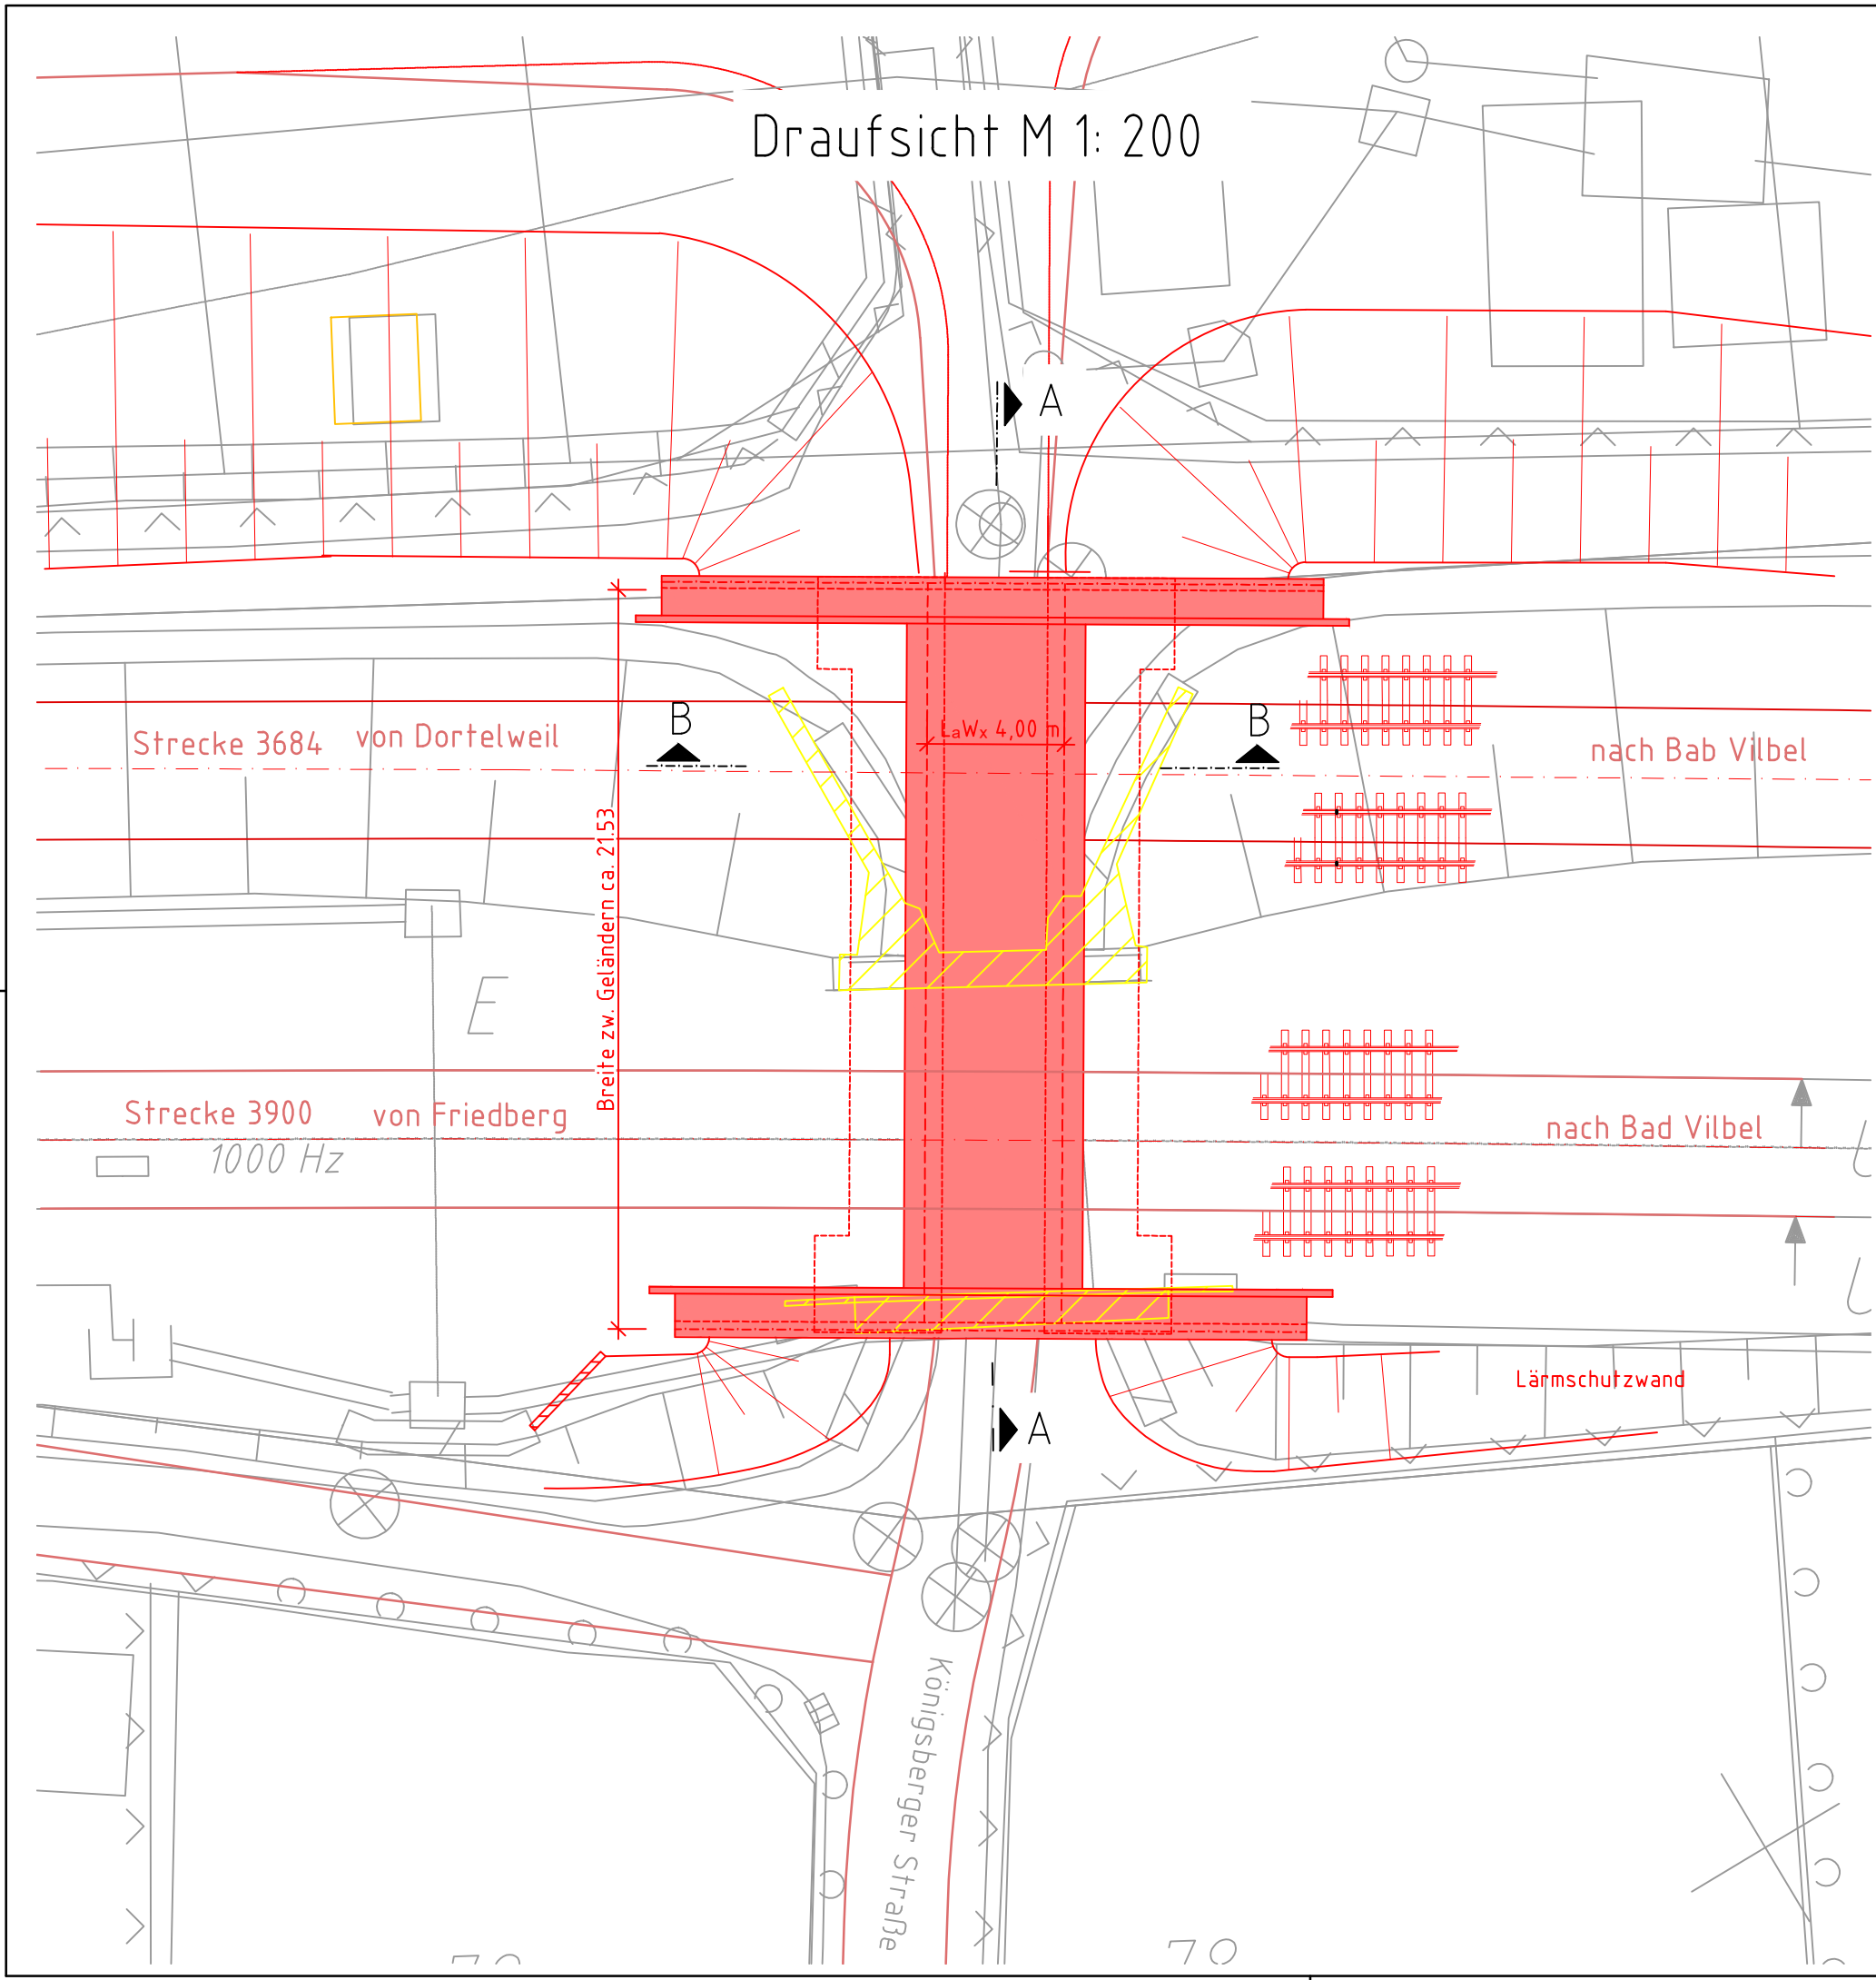 Draufsicht M 1: 200
A
B
B
LaWx 4,00 m
Strecke 3684 von Dortelweil
nach Bab Vilbel
Breite zw. Geländern ca. 21.53
E
Strecke 3900 von Friedberg
nach Bad Vilbel
1000 Hz
Lärmschutzwand
A
Königsberger Straße